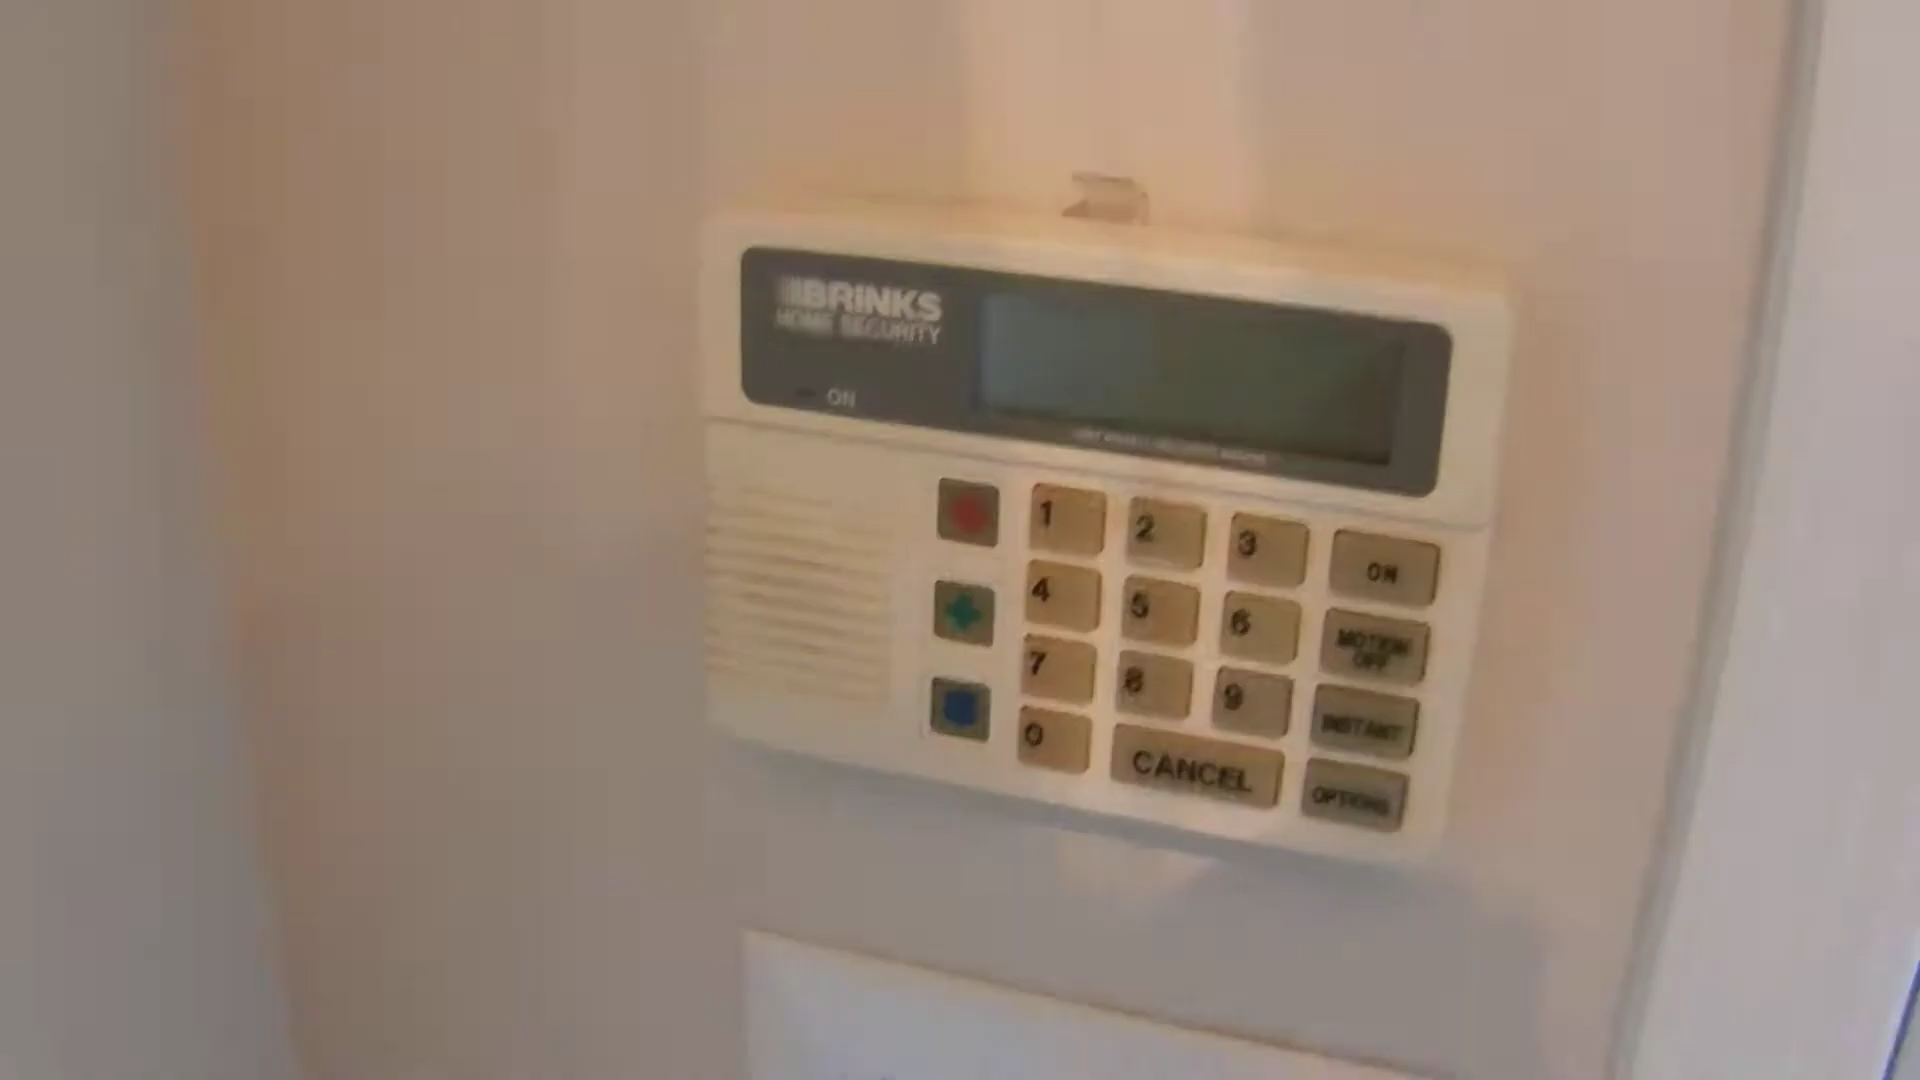 BRINKS
HOME SECURITY
ON
1 2 3 ON
4 5 6 MOTION OFF
7 8 9 INSTANT
0 CANCEL OPTIONS